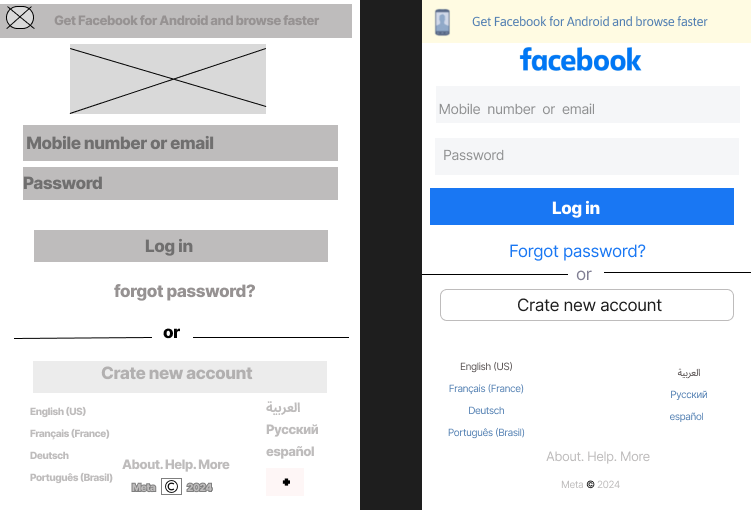 Get Facebook for Android and browse faster
Mobile number or email
Password
Log in
forgot password?
or
Crate new account
English (US)
Français (France)
Deutsch
Português (Brasil)
العربية
Русский
español
About. Help. More
Meta © 2024
Get Facebook for Android and browse faster
facebook
Mobile number or email
Password
Log in
Forgot password?
or
Crate new account
English (US)
Français (France)
Deutsch
Português (Brasil)
العربية
Русский
español
About. Help. More
Meta © 2024